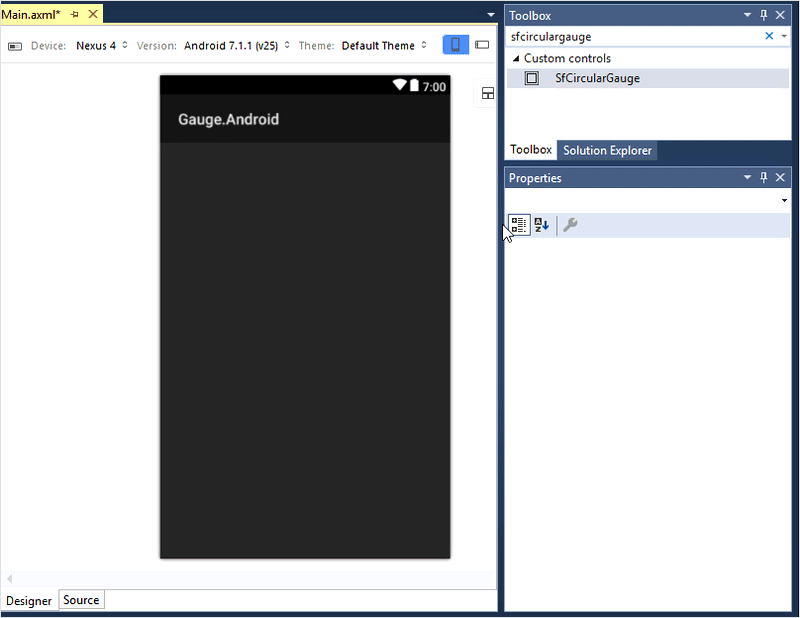 Main.axml*
Device: Nexus 4 Version: Android 7.1.1 (v25) Theme: Default Theme
7:00
Gauge.Android
Designer
Source
Toolbox
sfcirculargauge
Custom controls
SfCircularGauge
Toolbox Solution Explorer
Properties
A
Z